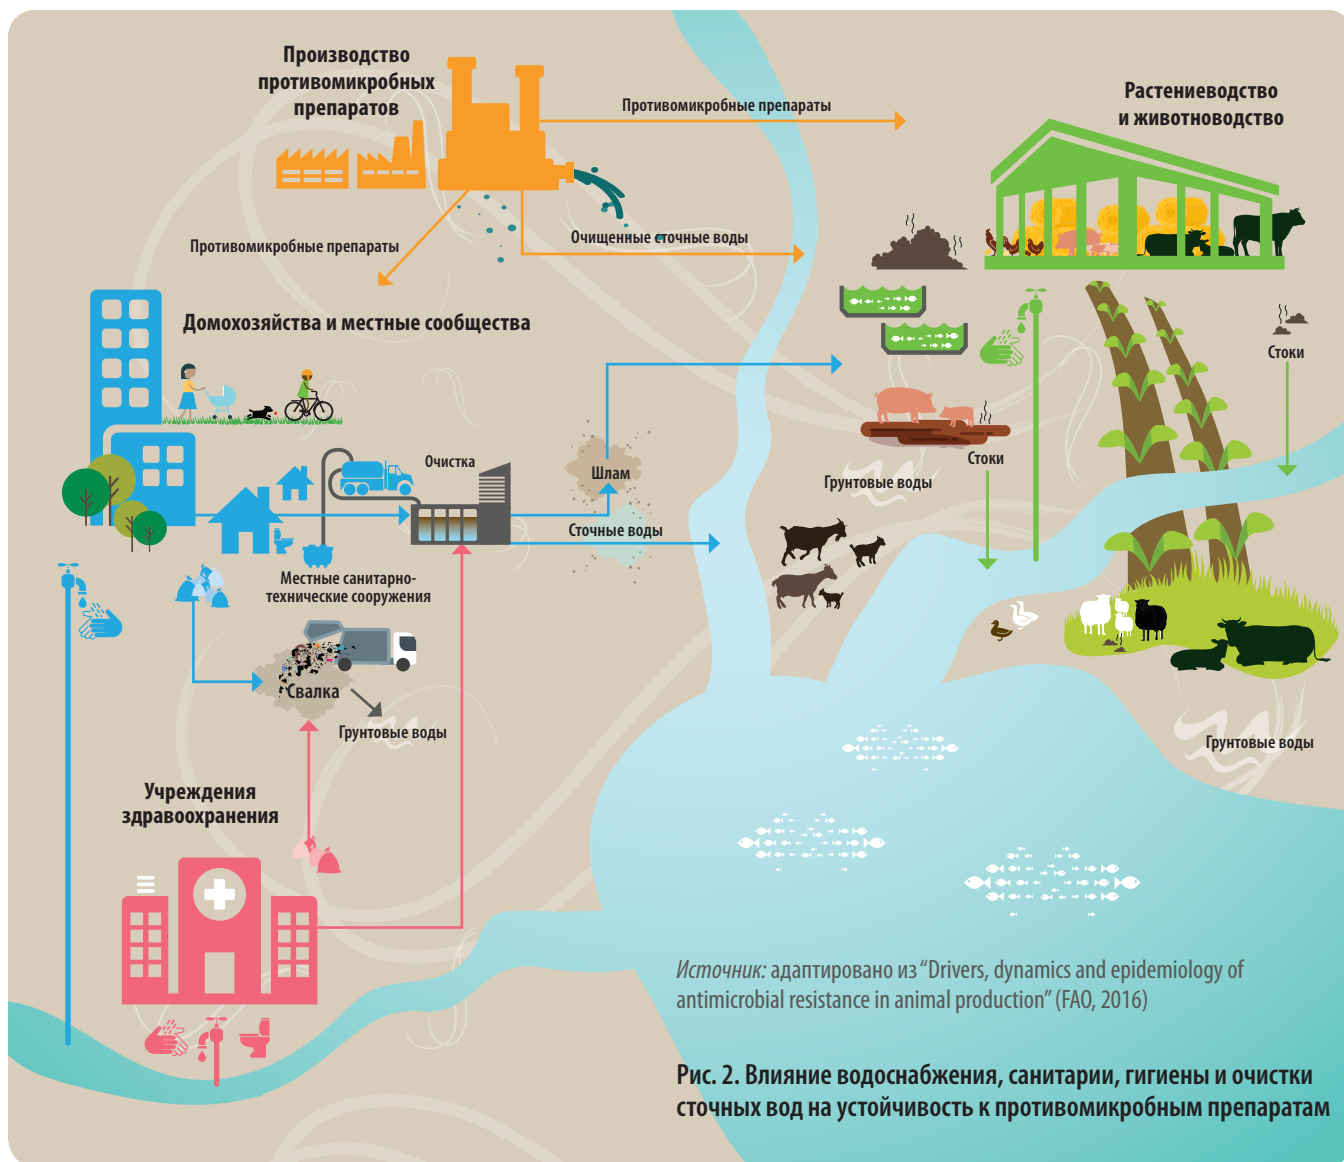 Производство
противомикробных
препаратов
Противомикробные препараты
Растениеводство
и животноводство
Противомикробные препараты
Очищенные сточные воды
Домохозяйства и местные сообщества
Стоки
Очистка
Шлам
Стоки
Грунтовые воды
Сточные воды
Местные санитарно-
технические сооружения
Свалка
Грунтовые воды
Грунтовые воды
Учреждения
здравоохранения
Источник: адаптировано из “Drivers, dynamics and epidemiology of
antimicrobial resistance in animal production” (FAO, 2016)
Рис. 2. Влияние водоснабжения, санитарии, гигиены и очистки
сточных вод на устойчивость к противомикробным препаратам